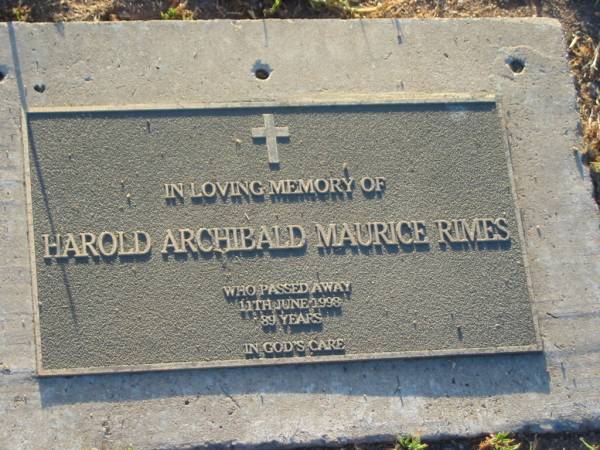 IN LOVING MEMORY OF
HAROLD ARCHIBALD MAURICE RIMES
WHO PASSED AWAY
11TH JUNE 1998
89 YEARS
IN GOD'S CARE